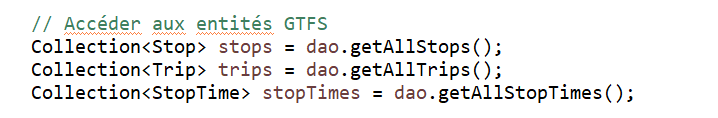 // Accéder aux entités GTFS
Collection<Stop> stops = dao.getAllStops();
Collection<Trip> trips = dao.getAllTrips();
Collection<StopTime> stopTimes = dao.getAllStopTimes();